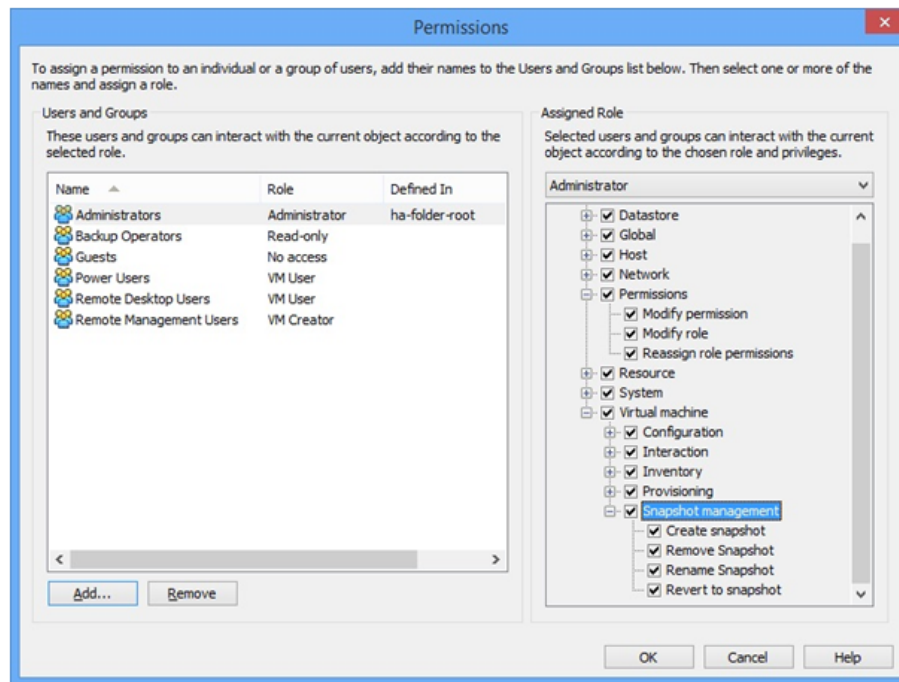 Permissions
To assign a permission to an individual or a group of users, add their names to the Users and Groups list below. Then select one or more of the
names and assign a role.
Users and Groups
These users and groups can interact with the current object according to the
selected role.
Name Role Defined In
Administrators Administrator ha-folder-root
Backup Operators Read-only
Guests No access
Power Users VM User
Remote Desktop Users VM User
Remote Management Users VM Creator
Add... Remove
Assigned Role
Selected users and groups can interact with the current
object according to the chosen role and privileges.
Administrator
Datastore
Global
Host
Network
Permissions
Modify permission
Modify role
Reassign role permissions
Resource
System
Virtual machine
Configuration
Interaction
Inventory
Provisioning
Snapshot management
Create snapshot
Remove Snapshot
Rename Snapshot
Revert to snapshot
OK Cancel Help